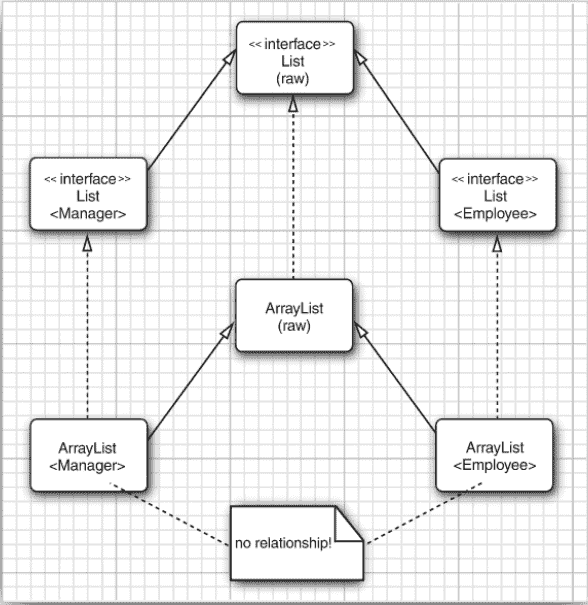 << interface >>
List
(raw)
<< interface >>
List
<Manager>
<< interface >>
List
<Employee>
ArrayList
(raw)
ArrayList
<Manager>
ArrayList
<Employee>
no relationship!